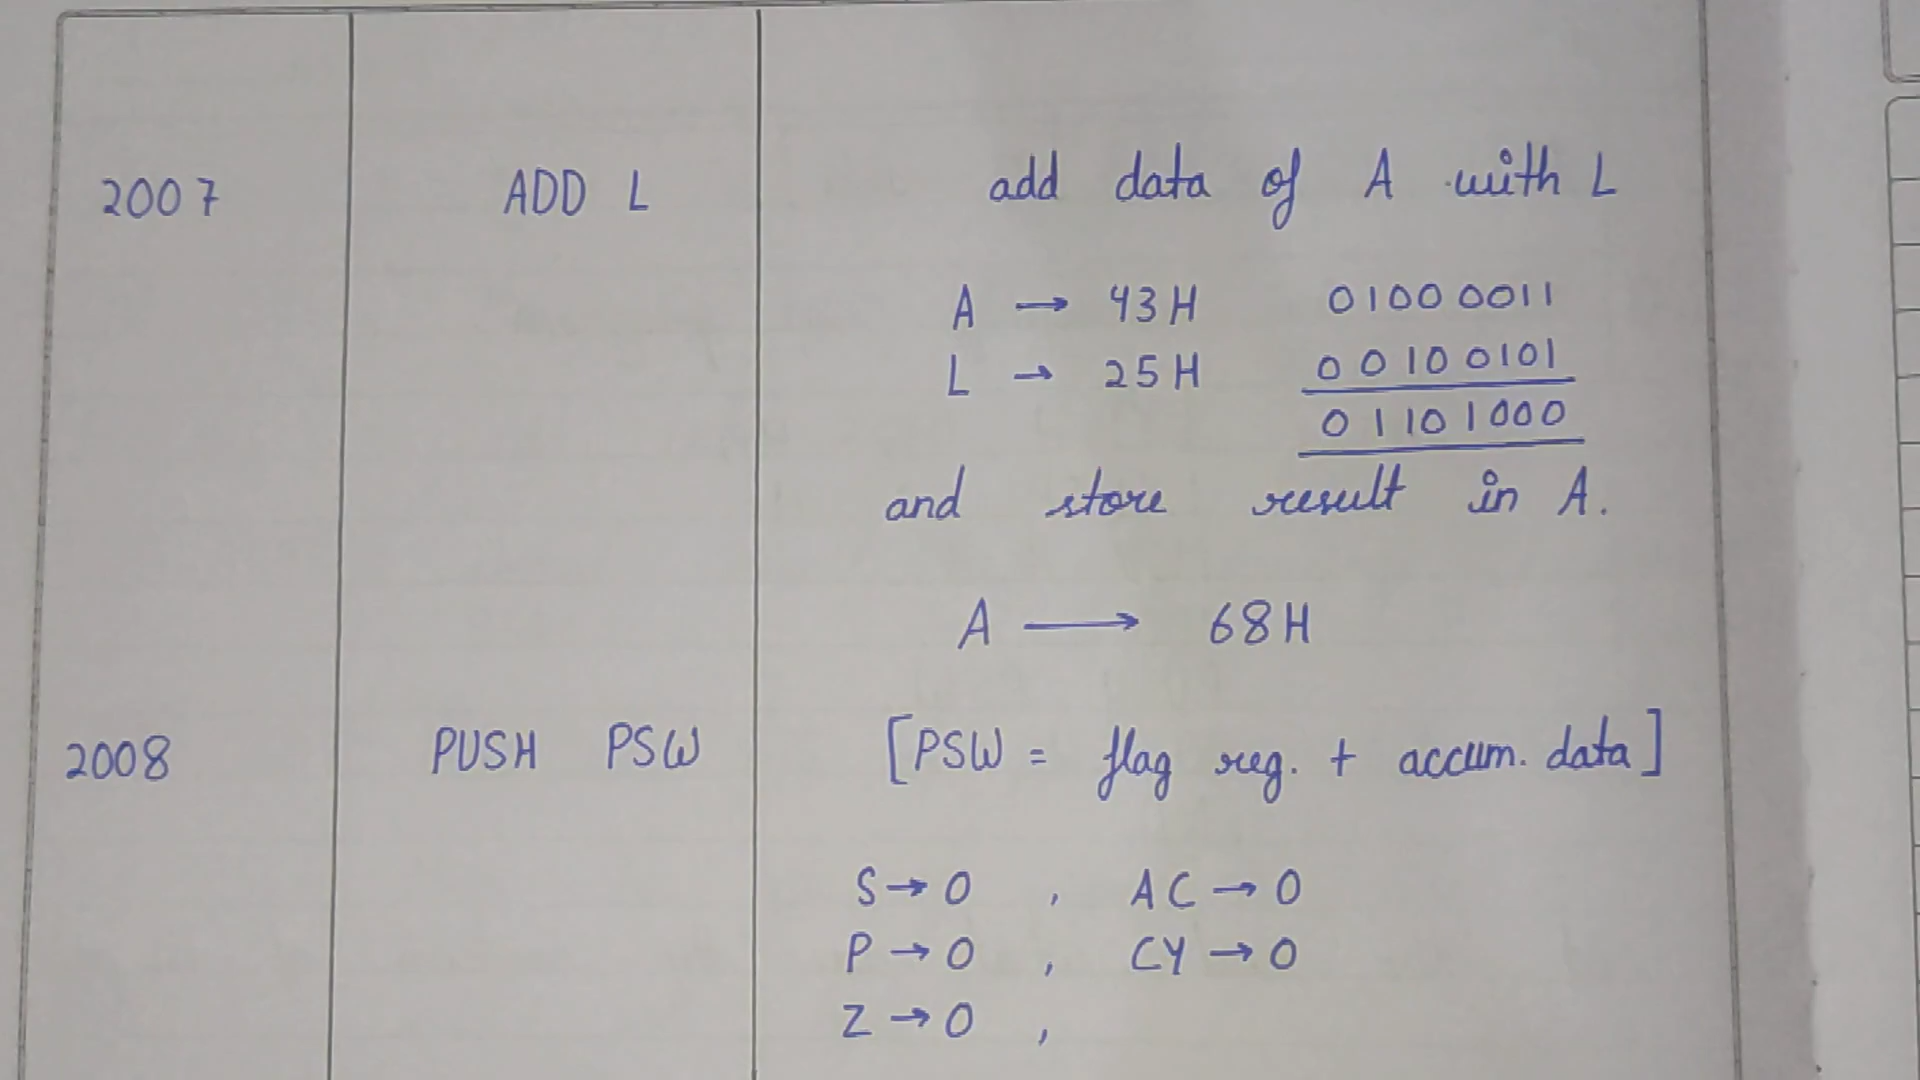 2007 ADD L add data of A with L
A → 43H 01000011
L → 25H 00100101
01101000
and store result in A.
A → 68H
2008 PUSH PSW [PSW = flag reg. + accum. data]
S → 0 , AC → 0
P → 0 , CY → 0
Z → 0 ,